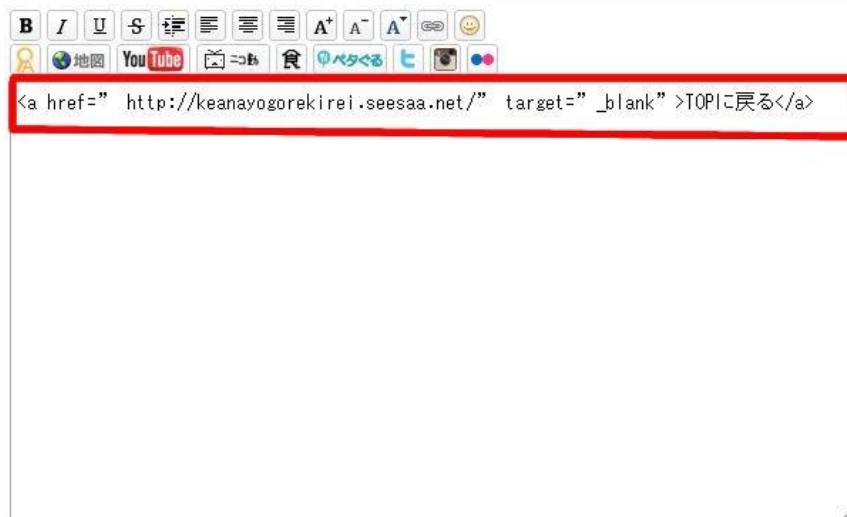 B I U S A+ A- A
地図 YouTube ニコ動 食 ペタぐる
<a href=” http://keanayogorekirei.seesaa.net/” target=” _blank” >TOPに戻る</a>